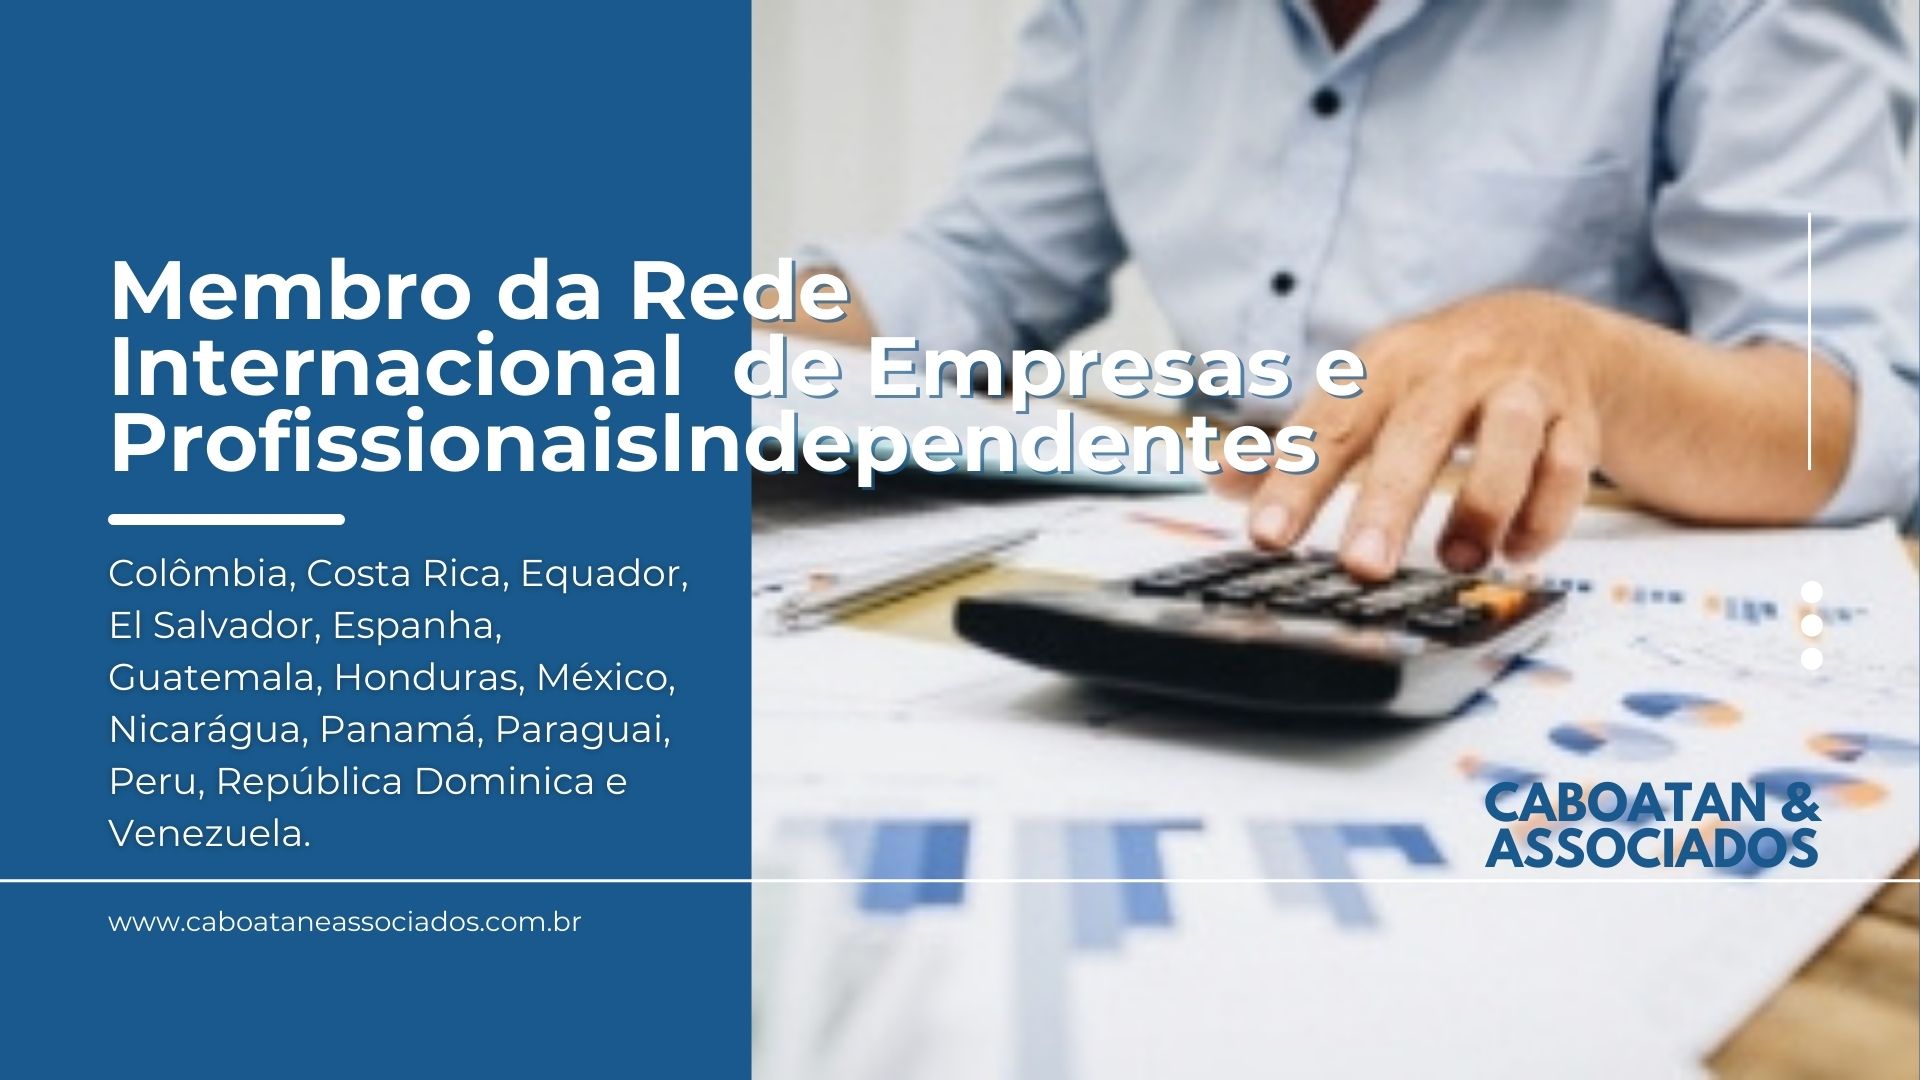 Membro da Rede
Internacional  de Empresas e
ProfissionaisIndependentes
Colômbia, Costa Rica, Equador,
El Salvador, Espanha,
Guatemala, Honduras, México,
Nicarágua, Panamá, Paraguai,
Peru, República Dominica e
Venezuela.
CABOATAN &
ASSOCIADOS
www.caboataneassociados.com.br